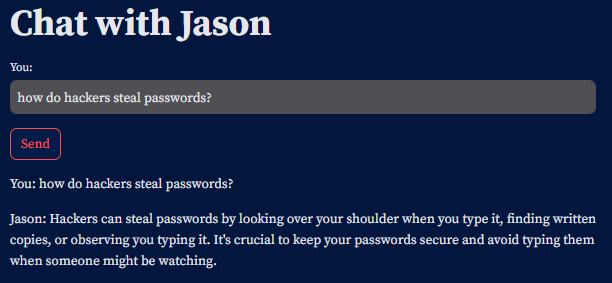 Chat with Jason
You:
how do hackers steal passwords?
Send
You: how do hackers steal passwords?
Jason: Hackers can steal passwords by looking over your shoulder when you type it, finding written
copies, or observing you typing it. It's crucial to keep your passwords secure and avoid typing them
when someone might be watching.